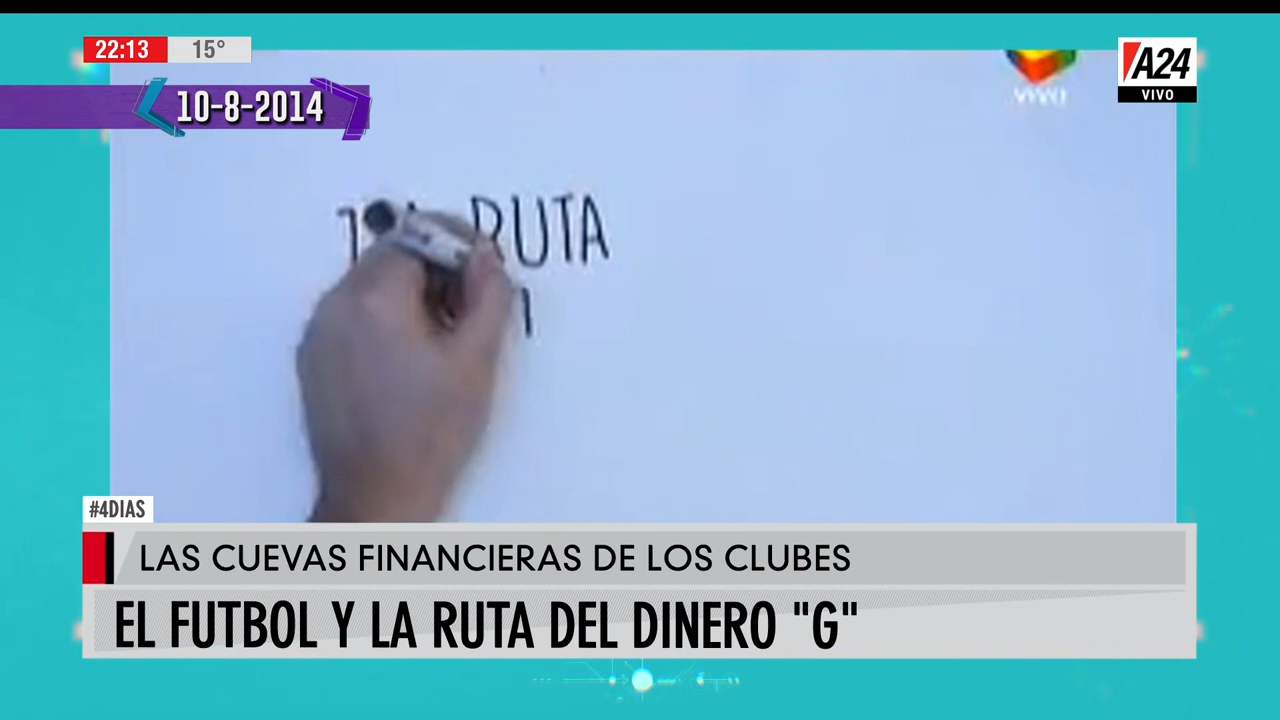 22:13 15°
A24
VIVO
10-8-2014
VIVO
RUTA
#4DIAS
LAS CUEVAS FINANCIERAS DE LOS CLUBES
EL FUTBOL Y LA RUTA DEL DINERO "G"